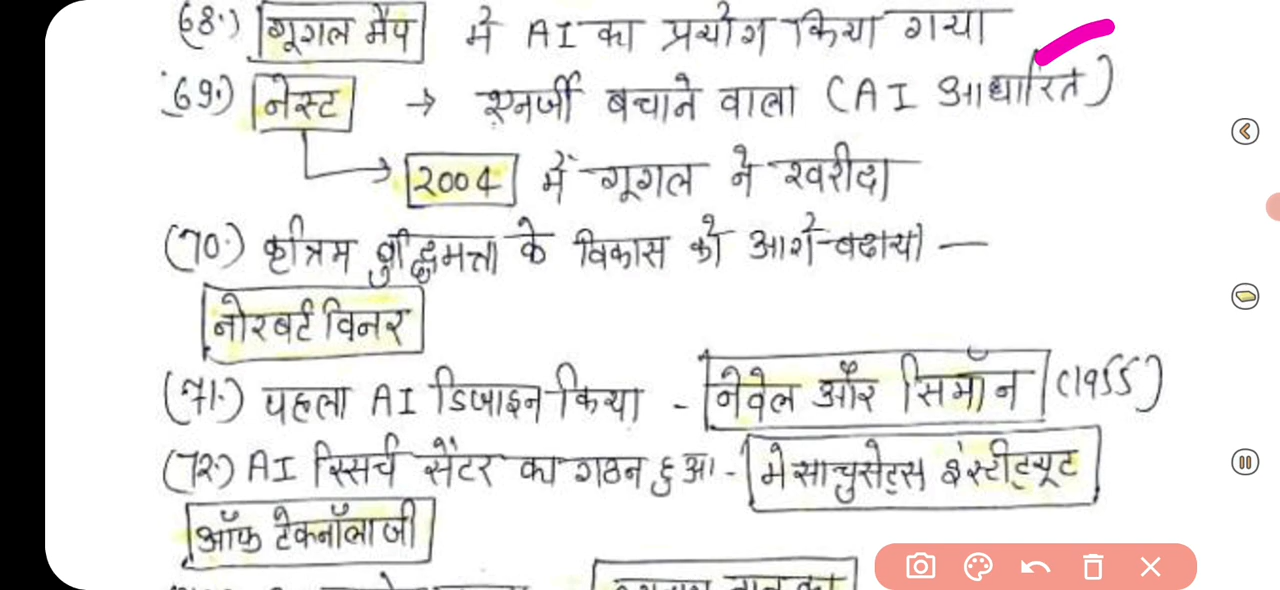 (68.) गूगल मैप में AI का प्रयोग किया गया
(69.) नेस्ट → एनर्जी बचाने वाला (AI आधारित)
2004 में गूगल ने खरीदा
(70.) कृत्रिम बुद्धिमत्ता के विकास को आगे-बढाया —
नोरबर्ट विनर
(71.) पहला AI डिजाइन किया - नेवेल और सिमॉन (1955)
(72.) AI रिसर्च सेंटर का गठन हुआ - मेसाचुसेट्स इंस्टीट्यूट
ऑफ टेक्नॉलाजी